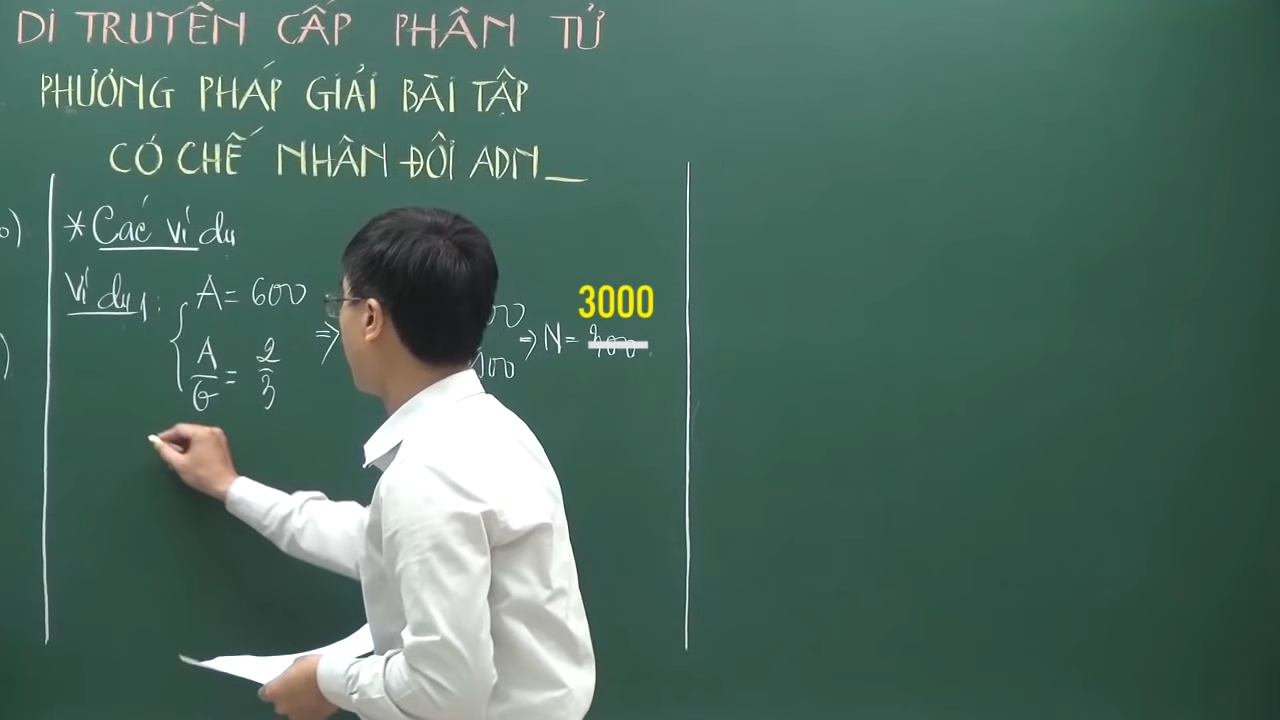 DI TRUYỀN CẤP PHÂN TỬ
PHƯƠNG PHÁP GIẢI BÀI TẬP
CƠ CHẾ NHÂN ĐÔI ADN_
* Các ví dụ
Ví dụ 1: A = 600
A/G = 2/3
⇒
⇒ N =
3000